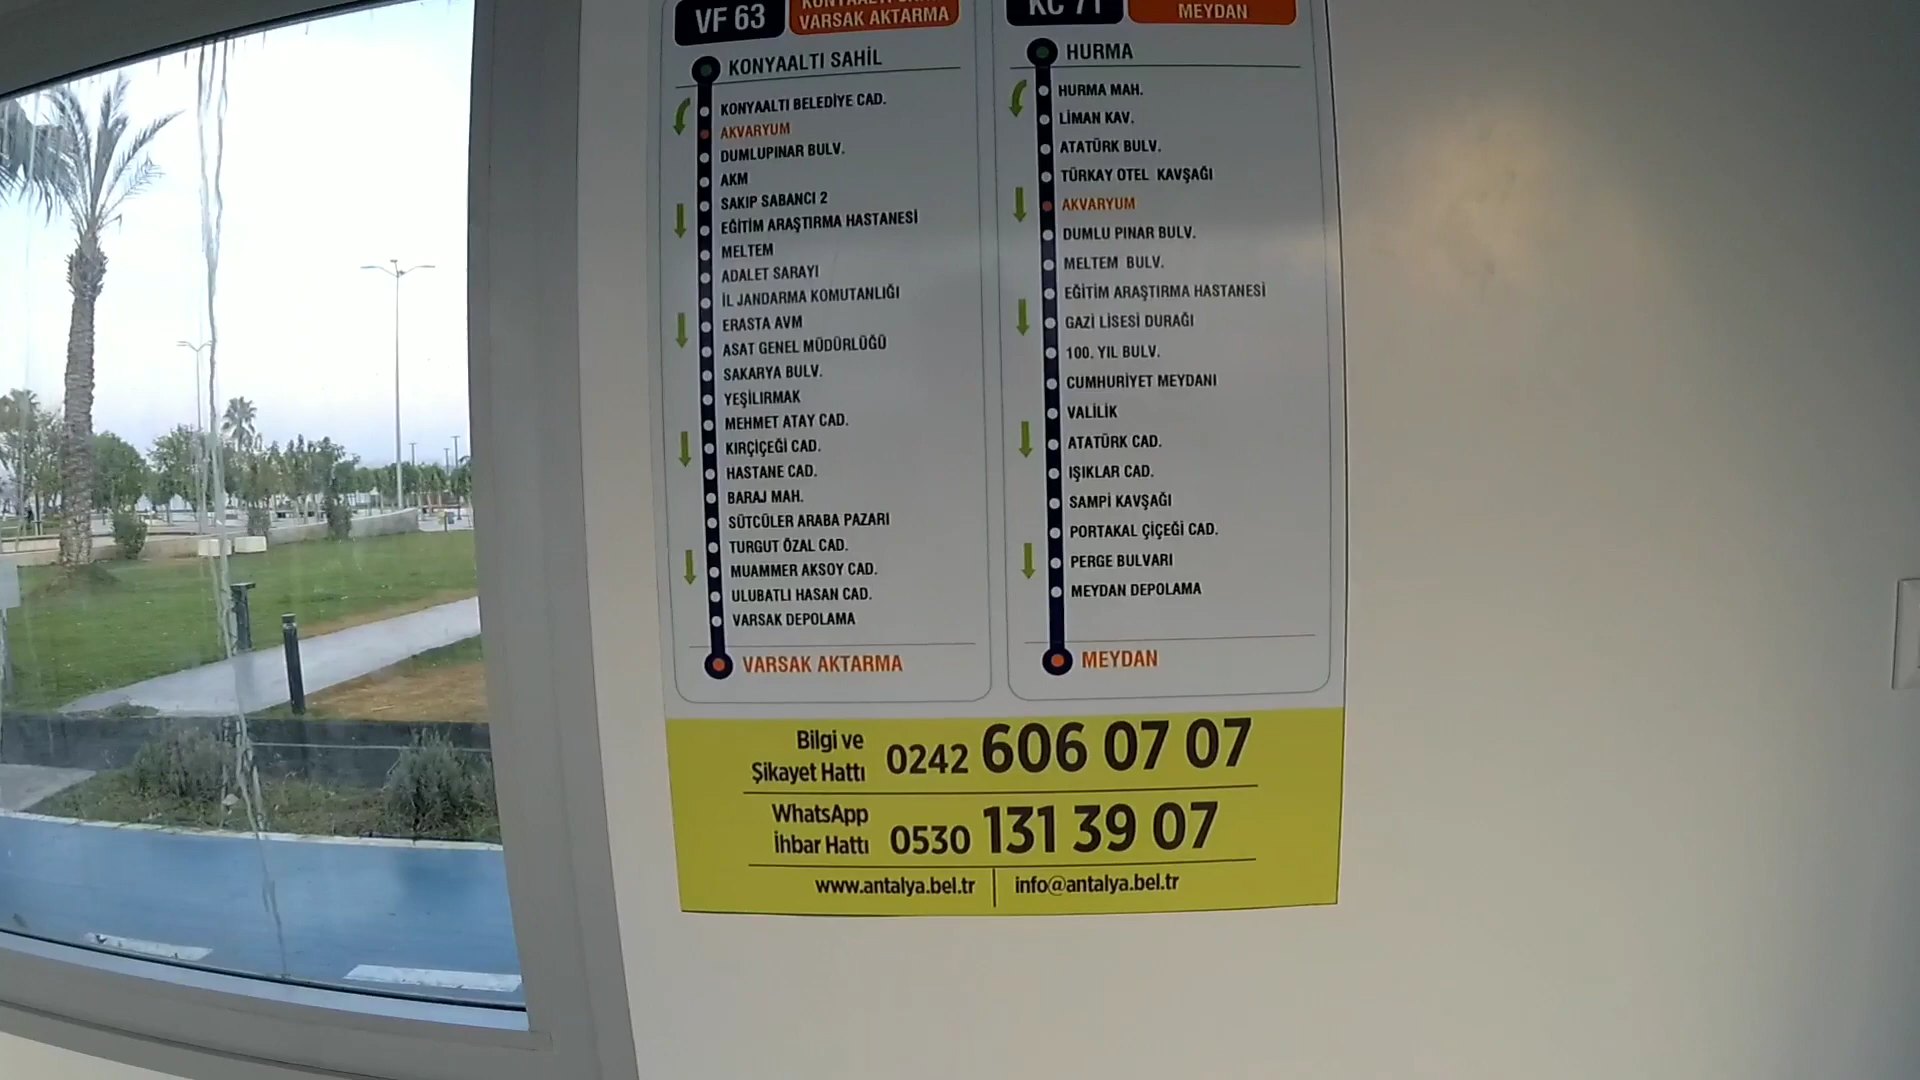 VF 63
VARSAK AKTARMA
KONYAALTI SAHİL
KONYAALTI BELEDİYE CAD.
AKVARYUM
DUMLUPINAR BULV.
AKM
SAKIP SABANCI 2
EĞİTİM ARAŞTIRMA HASTANESİ
MELTEM
ADALET SARAYI
İL JANDARMA KOMUTANLIĞI
ERASTA AVM
ASAT GENEL MÜDÜRLÜĞÜ
SAKARYA BULV.
YEŞİLIRMAK
MEHMET ATAY CAD.
KIRÇİÇEĞİ CAD.
HASTANE CAD.
BARAJ MAH.
SÜTCÜLER ARABA PAZARI
TURGUT ÖZAL CAD.
MUAMMER AKSOY CAD.
ULUBATLI HASAN CAD.
VARSAK DEPOLAMA
VARSAK AKTARMA
KC 71
MEYDAN
HURMA
HURMA MAH.
LİMAN KAV.
ATATÜRK BULV.
TÜRKAY OTEL KAVŞAĞI
AKVARYUM
DUMLU PINAR BULV.
MELTEM BULV.
EĞİTİM ARAŞTIRMA HASTANESİ
GAZİ LİSESİ DURAĞI
100. YIL BULV.
CUMHURİYET MEYDANI
VALİLİK
ATATÜRK CAD.
IŞIKLAR CAD.
SAMPİ KAVŞAĞI
PORTAKAL ÇİÇEĞİ CAD.
PERGE BULVARI
MEYDAN DEPOLAMA
MEYDAN
Bilgi ve
Şikayet Hattı 0242 606 07 07
WhatsApp
İhbar Hattı 0530 131 39 07
www.antalya.bel.tr info@antalya.bel.tr